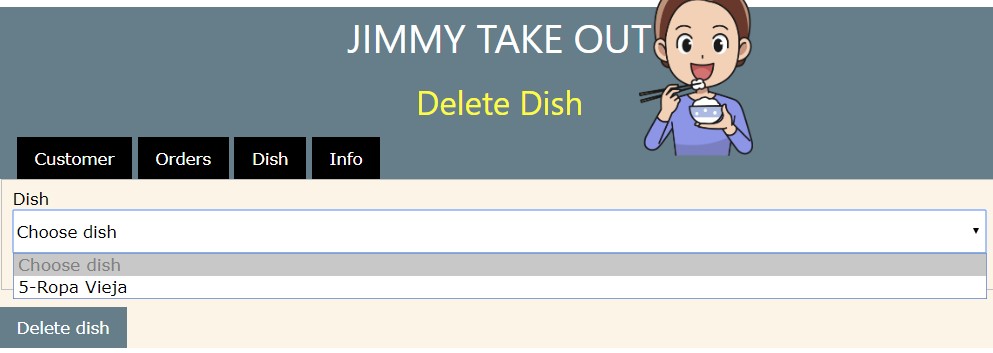 JIMMY TAKE OUT
Delete Dish
Customer Orders Dish Info
Dish
Choose dish
Choose dish
5-Ropa Vieja
Delete dish